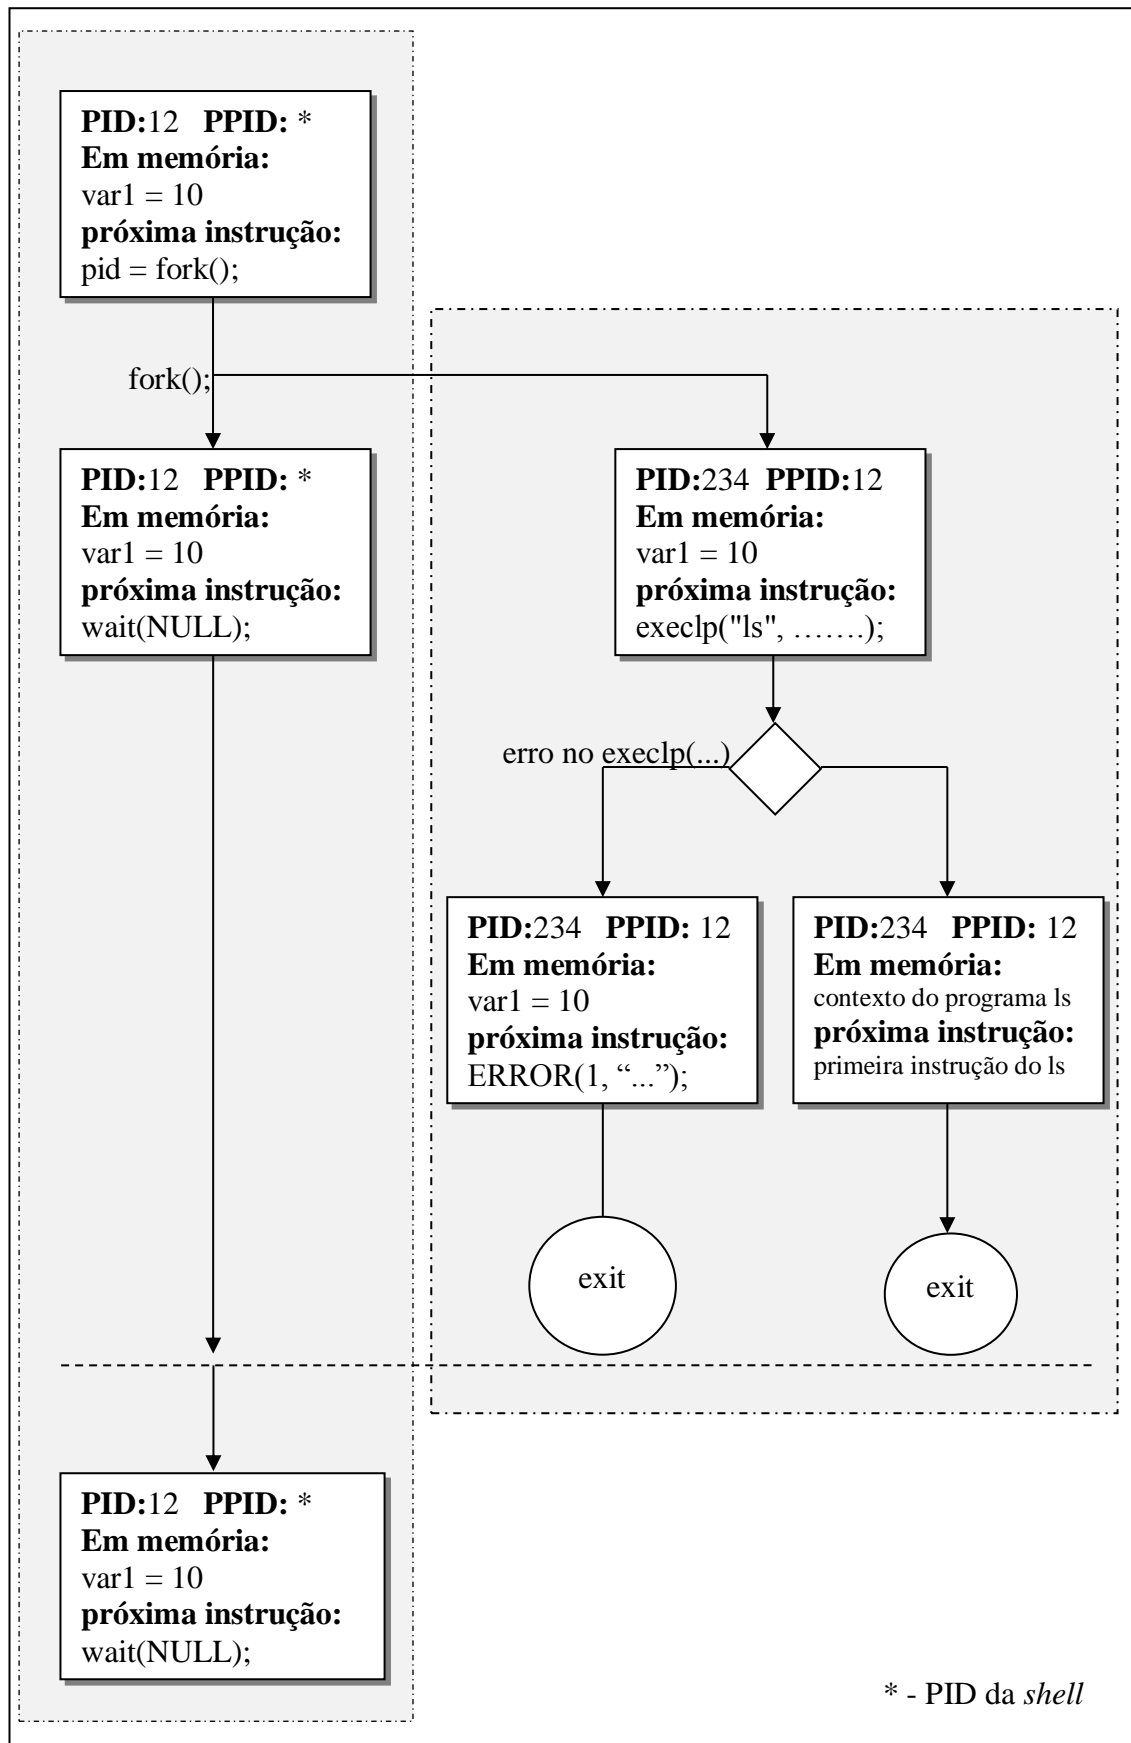 PID:12 PPID: *
Em memória:
var1 = 10
próxima instrução:
pid = fork();
fork();
PID:12 PPID: *
Em memória:
var1 = 10
próxima instrução:
wait(NULL);
PID:234 PPID:12
Em memória:
var1 = 10
próxima instrução:
execlp("ls", …….);
erro no execlp(...)
PID:234 PPID: 12
Em memória:
var1 = 10
próxima instrução:
ERROR(1, “...”);
PID:234 PPID: 12
Em memória:
contexto do programa ls
próxima instrução:
primeira instrução do ls
exit
exit
PID:12 PPID: *
Em memória:
var1 = 10
próxima instrução:
wait(NULL);
* - PID da shell